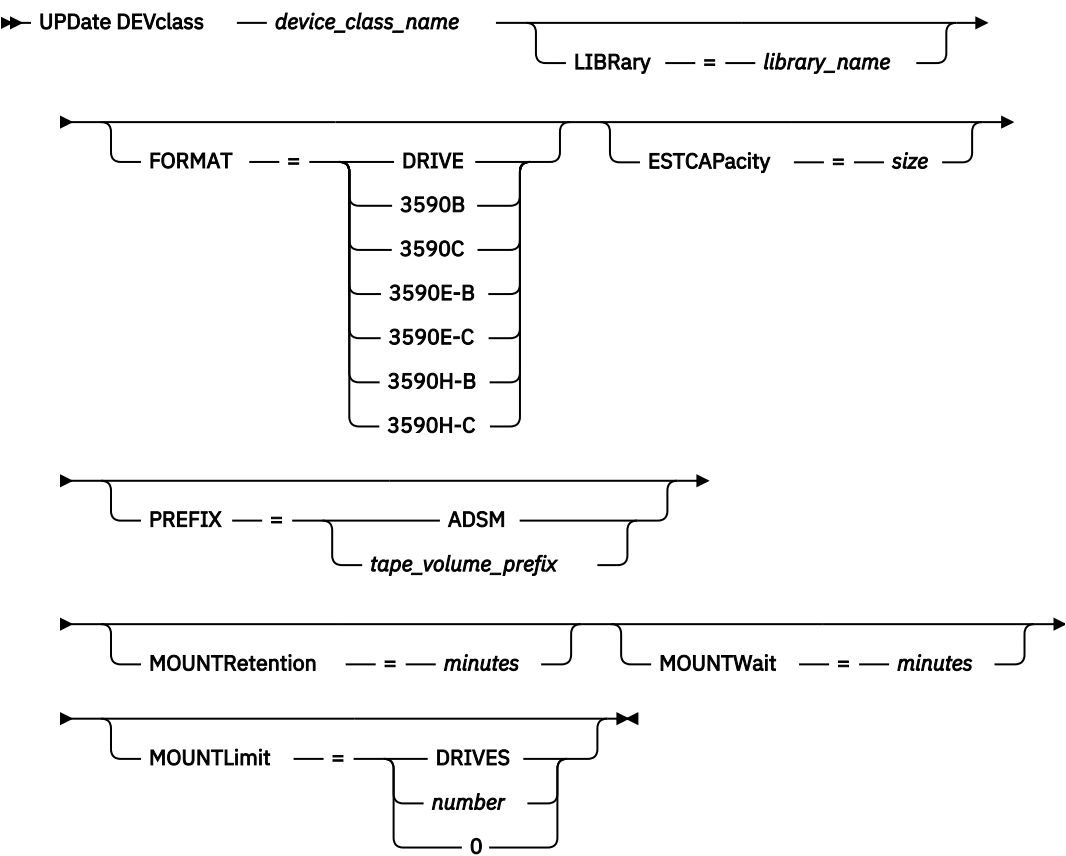 UPDate DEVclass device_class_name
LIBRary = library_name
FORMAT = DRIVE ESTCAPacity = size
3590B
3590C
3590E-B
3590E-C
3590H-B
3590H-C
PREFIX = ADSM
tape_volume_prefix
MOUNTRetention = minutes MOUNTWait = minutes
MOUNTLimit = DRIVES
number
0